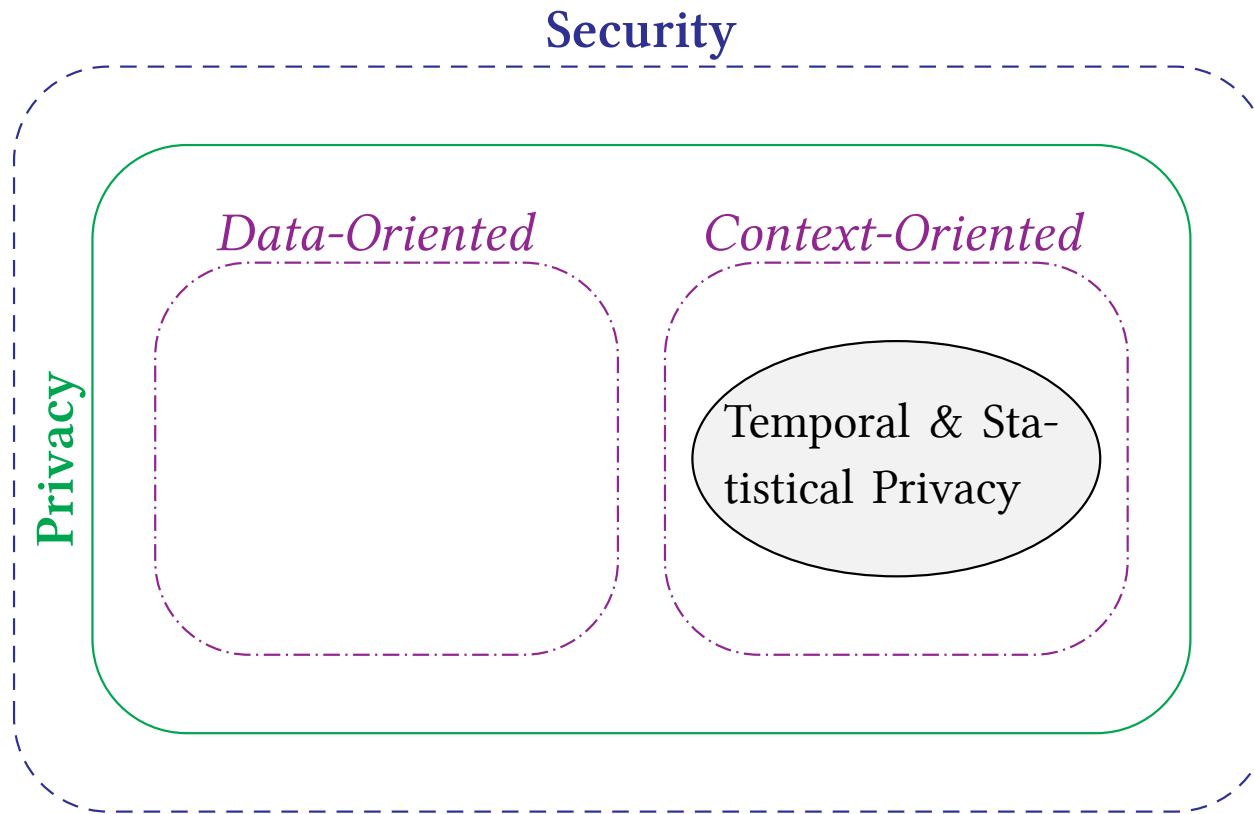 Security
Privacy
Data-Oriented
Context-Oriented
Temporal & Sta-
tistical Privacy